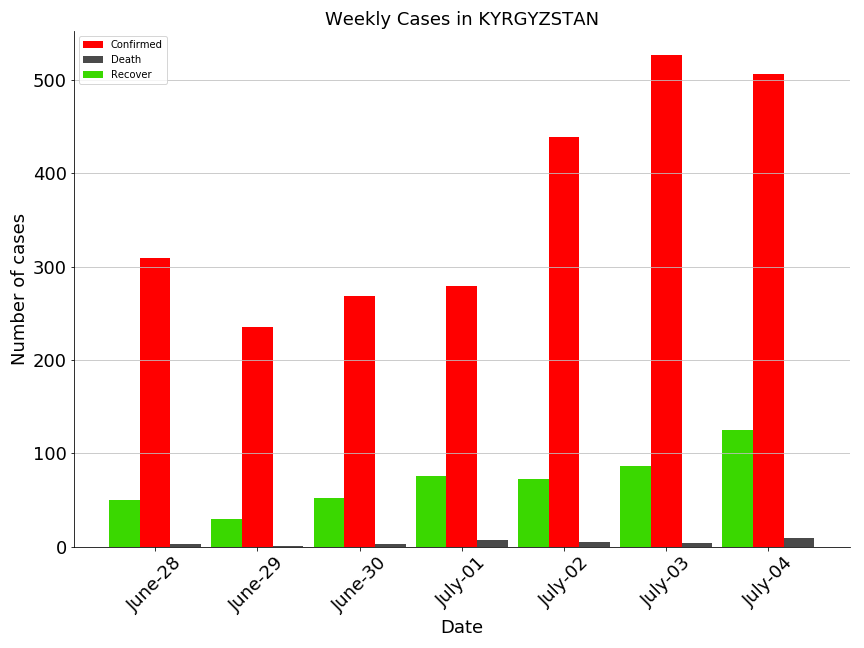 Weekly Cases in KYRGYZSTAN
Confirmed
Death
Recover
Number of cases
500
400
300
200
100
0
June-28
June-29
June-30
July-01
July-02
July-03
July-04
Date